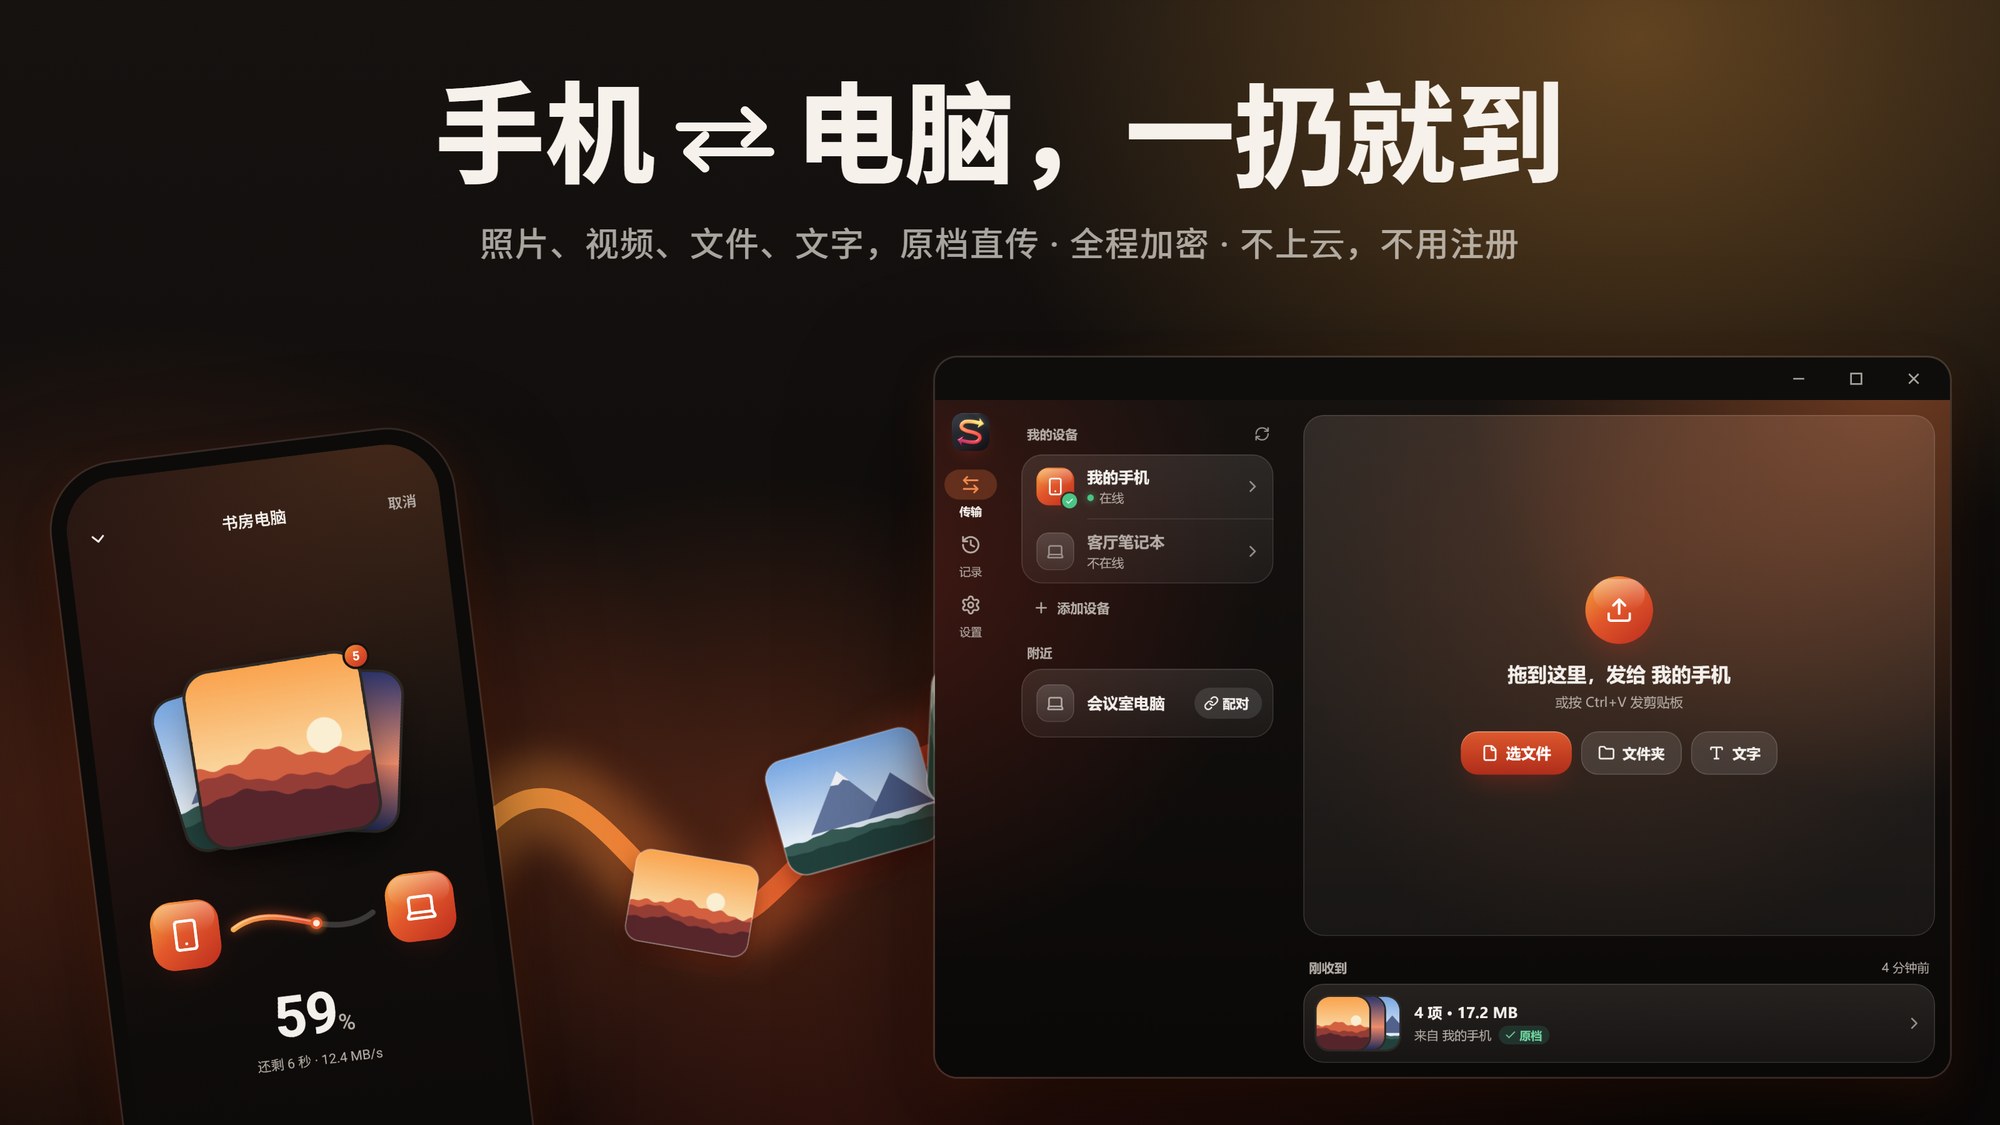 手机 ⇄ 电脑，一扔就到
照片、视频、文件、文字，原档直传 · 全程加密 · 不上云，不用注册
取消
书房电脑
5
59%
还剩 6 秒 · 12.4 MB/s
S
传输
记录
设置
我的设备
我的手机
在线
客厅笔记本
不在线
添加设备
附近
会议室电脑
配对
拖到这里，发给 我的手机
或按 Ctrl+V 发剪贴板
选文件
文件夹
文字
刚收到
4 分钟前
4 项 • 17.2 MB
来自 我的手机
原档